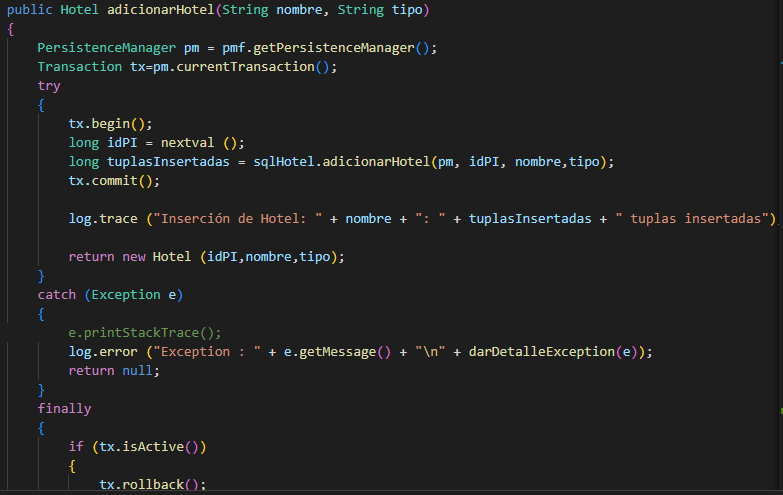 public Hotel adicionarHotel(String nombre, String tipo)
{
PersistenceManager pm = pmf.getPersistenceManager();
Transaction tx=pm.currentTransaction();
try
{
tx.begin();
long idPI = nextval ();
long tuplasInsertadas = sqlHotel.adicionarHotel(pm, idPI, nombre,tipo);
tx.commit();
log.trace ("Inserción de Hotel: " + nombre + ": " + tuplasInsertadas + " tuplas insertadas")
return new Hotel (idPI,nombre,tipo);
}
catch (Exception e)
{
e.printStackTrace();
log.error ("Exception : " + e.getMessage() + "\n" + darDetalleException(e));
return null;
}
finally
{
if (tx.isActive())
{
tx.rollback();